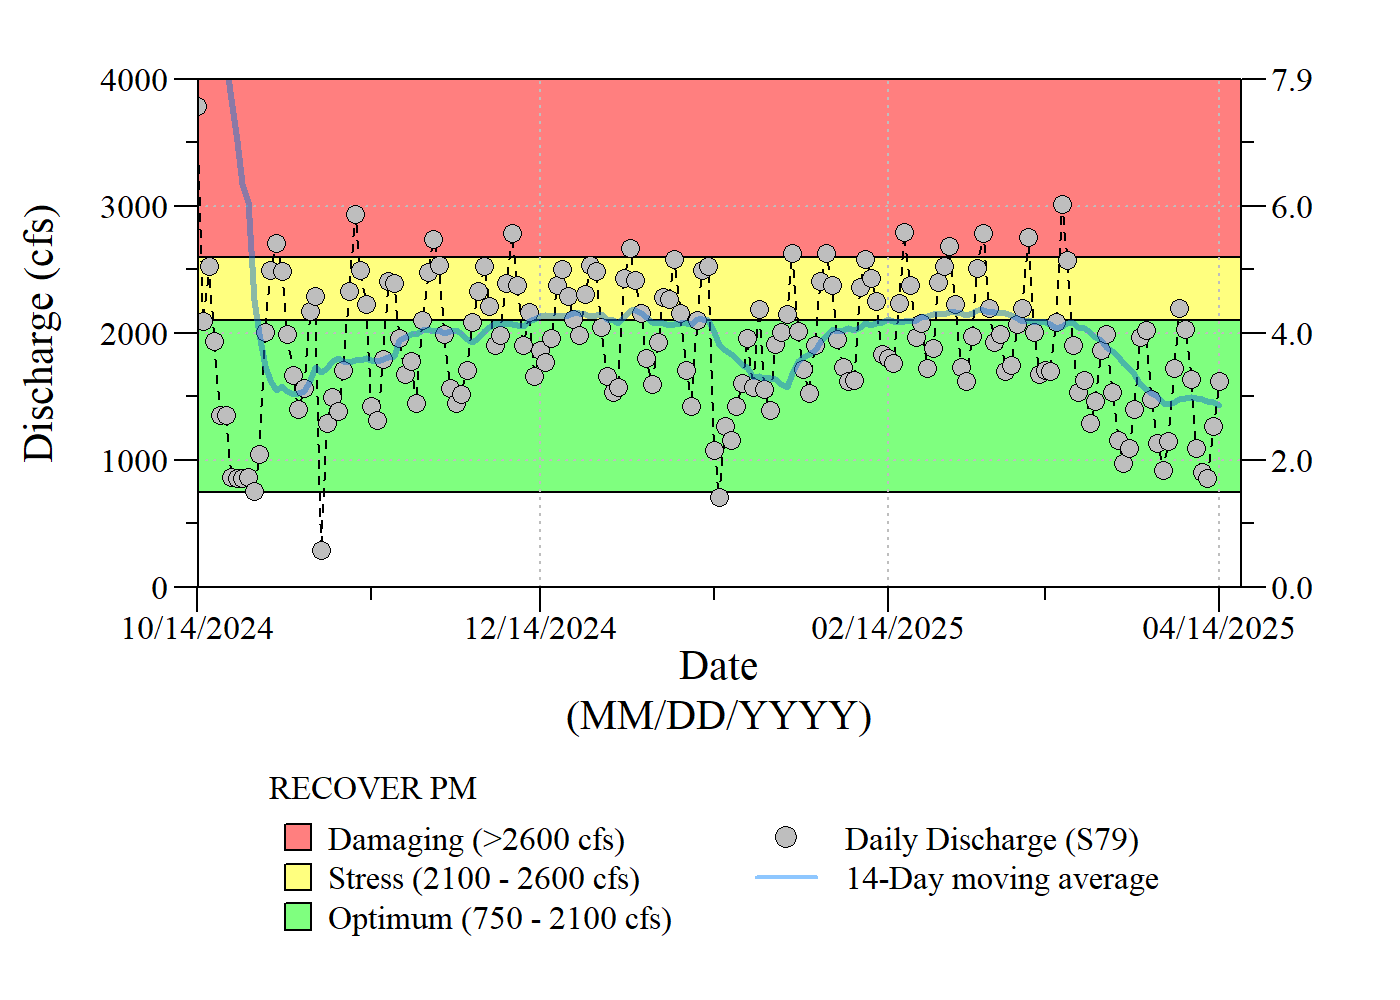 4000
3000
2000
1000
0
Discharge (cfs)
7.9
6.0
4.0
2.0
0.0
10/14/2024 12/14/2024 02/14/2025 04/14/2025
Date
(MM/DD/YYYY)
RECOVER PM
Damaging (>2600 cfs)
Stress (2100 - 2600 cfs)
Optimum (750 - 2100 cfs)
Daily Discharge (S79)
14-Day moving average